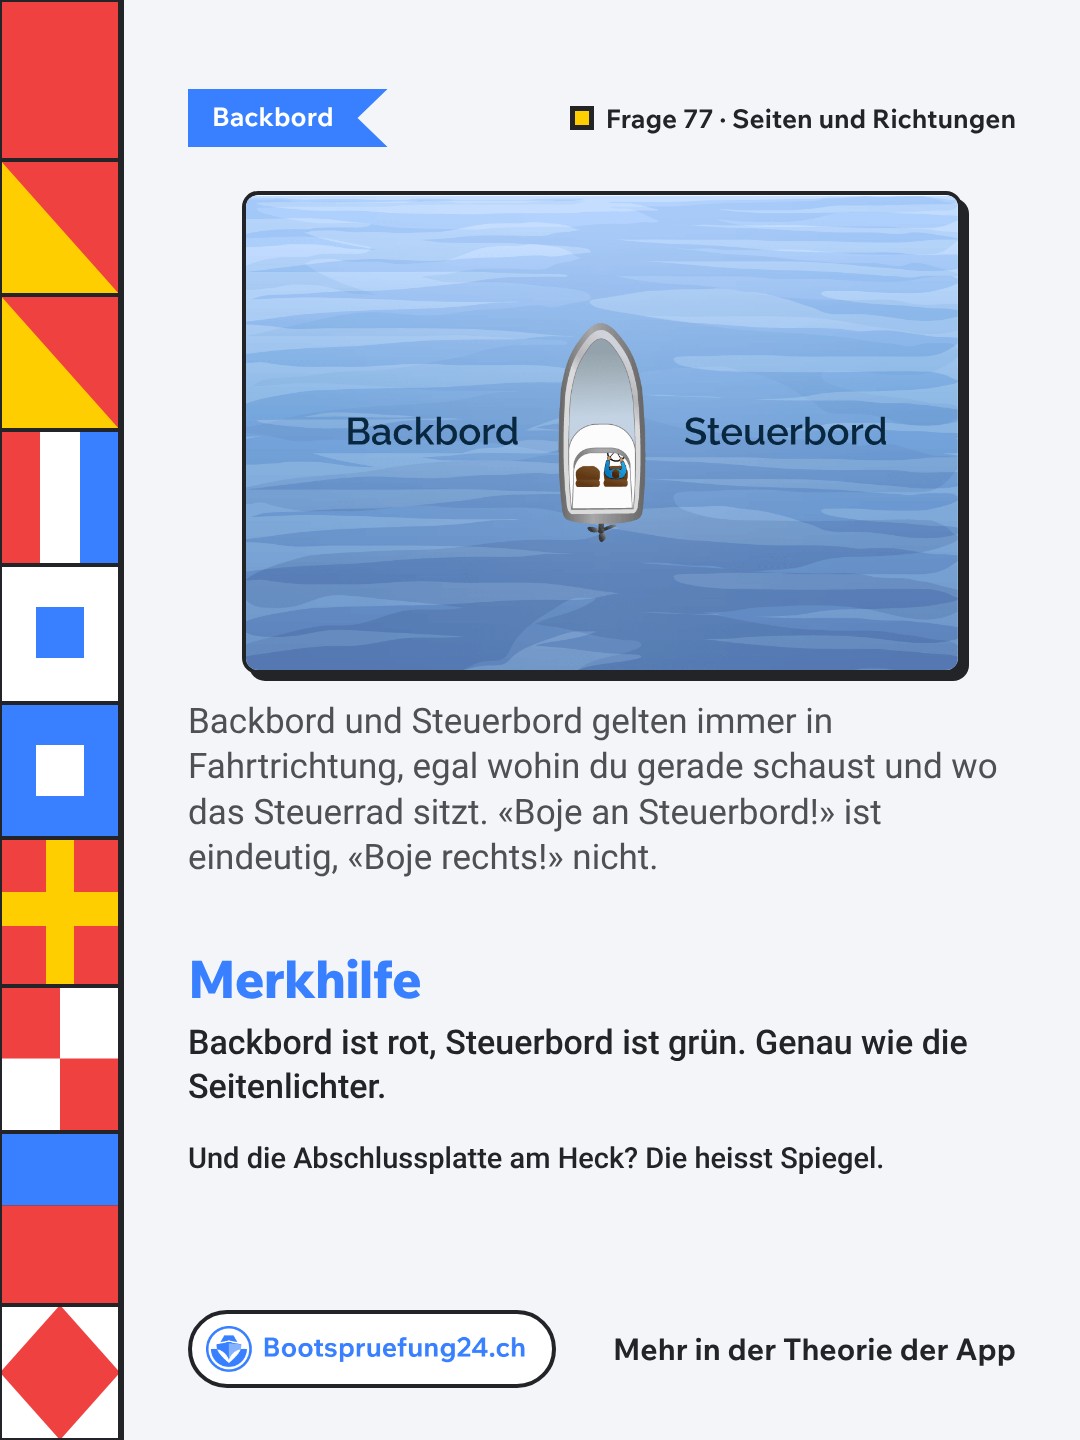 Backbord
Frage 77 · Seiten und Richtungen
Backbord
Steuerbord
Backbord und Steuerbord gelten immer in
Fahrtrichtung, egal wohin du gerade schaust und wo
das Steuerrad sitzt. «Boje an Steuerbord!» ist
eindeutig, «Boje rechts!» nicht.
Merkhilfe
Backbord ist rot, Steuerbord ist grün. Genau wie die
Seitenlichter.
Und die Abschlussplatte am Heck? Die heisst Spiegel.
Bootspruefung24.ch
Mehr in der Theorie der App